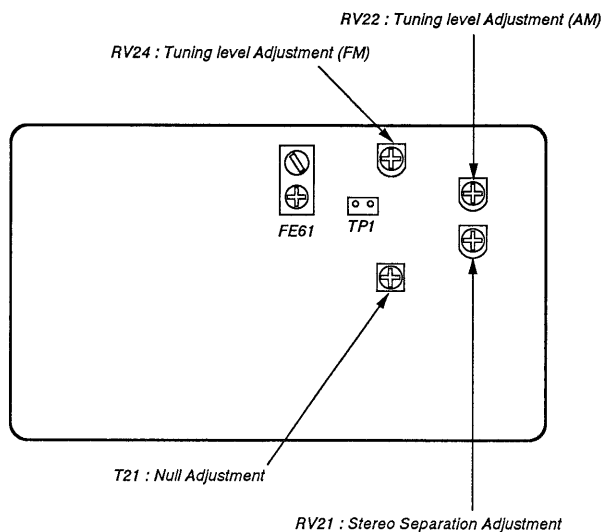 RV22 : Tuning level Adjustment (AM)
RV24 : Tuning level Adjustment (FM)
FE61
TP1
T21 : Null Adjustment
RV21 : Stereo Separation Adjustment